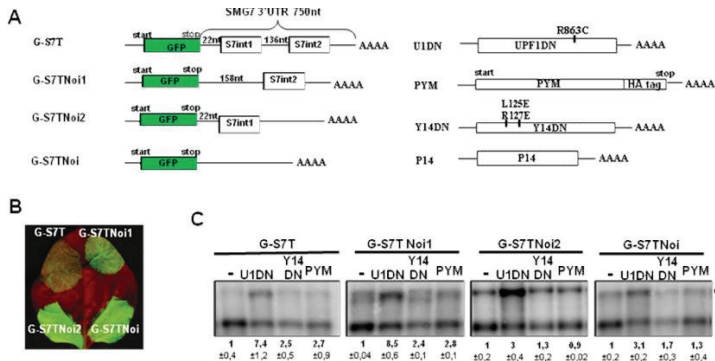 A
SMG7 3'UTR 750nt
G-S7T
start
stop
22nt
136nt
GFP
S7int1
S7int2
AAAA
G-S7TNoi1
start
stop
158nt
GFP
S7int2
AAAA
G-S7TNoi2
start
stop
22nt
GFP
S7int1
AAAA
G-S7TNoi
start
stop
GFP
AAAA
R863C
U1DN
UPF1DN
AAAA
start
stop
PYM
PYM
HA tag
AAAA
L125E
R127E
Y14DN
Y14DN
AAAA
P14
P14
AAAA
B
G-S7T
G-S7TNoi1
G-S7TNoi2
G-S7TNoi
C
G-S7T
G-S7T Noi1
G-S7TNoi2
G-S7TNoi
- U1DN Y14 DN PYM
- U1DN Y14 DN PYM
- U1DN Y14 DN PYM
- U1DN Y14 DN PYM
1 7,4 2,5 2,7
±0,4 ±1,2 ±0,5 ±0,9
1 8,5 2,4 2,8
±0,04 ±0,6 ±0,1 ±0,1
1 3 1,3 0,9
±0,2 ±0,4 ±0,2 ±0,02
1 3,1 1,7 1,3
±0,2 ±0,2 ±0,3 ±0,4